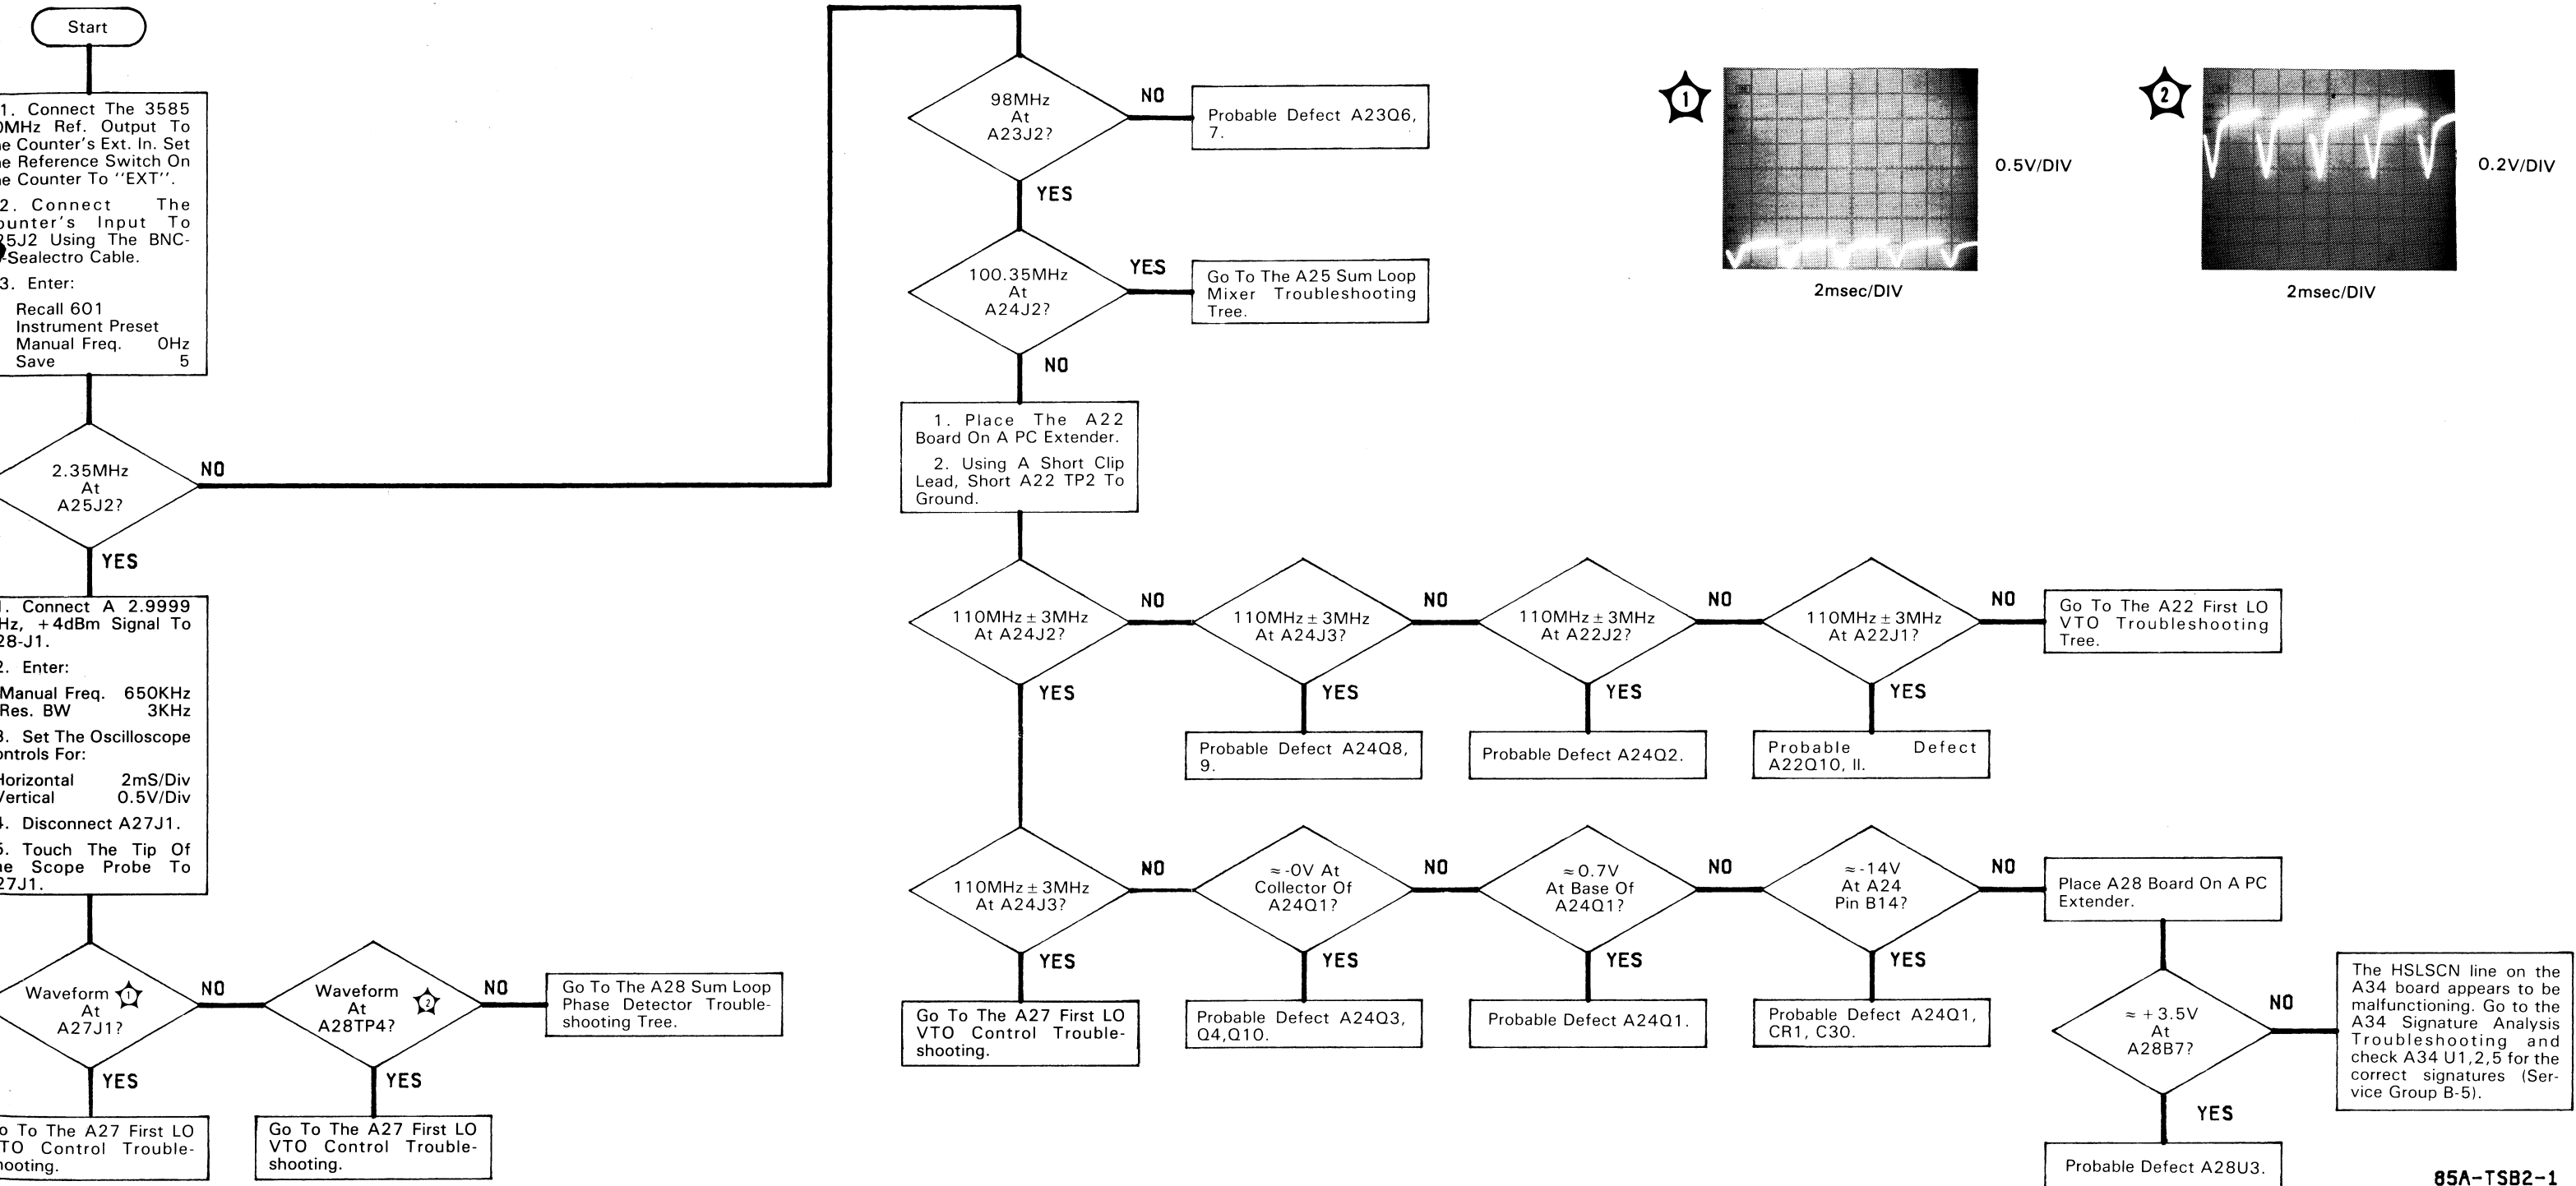 Start
1. Connect The 3585
0MHz Ref. Output To
e Counter's Ext. In. Set
e Reference Switch On
e Counter To "EXT".
2. Connect The
ounter's Input To
25J2 Using The BNC-
-Sealectro Cable.
3. Enter:
Recall 601
Instrument Preset
Manual Freq. 0Hz
Save 5
2.35MHz
At
A25J2?
NO
YES
. Connect A 2.9999
Hz, +4dBm Signal To
28-J1.
2. Enter:
Manual Freq. 650KHz
Res. BW 3KHz
3. Set The Oscilloscope
ontrols For:
Horizontal 2mS/Div
Vertical 0.5V/Div
4. Disconnect A27J1.
5. Touch The Tip Of
e Scope Probe To
27J1.
Waveform 1
At
A27J1?
NO
YES
o To The A27 First LO
TO Control Trouble-
hooting.
Waveform 2
At
A28TP4?
NO
YES
Go To The A28 Sum Loop
Phase Detector Trouble-
shooting Tree.
Go To The A27 First LO
VTO Control Trouble-
shooting.
98MHz
At
A23J2?
NO
YES
Probable Defect A23Q6,
7.
100.35MHz
At
A24J2?
YES
NO
Go To The A25 Sum Loop
Mixer Troubleshooting
Tree.
1. Place The A22
Board On A PC Extender.
2. Using A Short Clip
Lead, Short A22 TP2 To
Ground.
110MHz ± 3MHz
At A24J2?
NO
YES
110MHz ± 3MHz
At A24J3?
NO
YES
110MHz ± 3MHz
At A22J2?
NO
YES
110MHz ± 3MHz
At A22J1?
NO
YES
Go To The A22 First LO
VTO Troubleshooting
Tree.
Probable Defect A24Q8,
9.
Probable Defect A24Q2.
Probable Defect
A22Q10, II.
110MHz ± 3MHz
At A24J3?
NO
YES
≈ -0V At
Collector Of
A24Q1?
NO
YES
≈ 0.7V
At Base Of
A24Q1?
NO
YES
≈ -14V
At A24
Pin B14?
NO
YES
Place A28 Board On A PC
Extender.
Go To The A27 First LO
VTO Control Trouble-
shooting.
Probable Defect A24Q3,
Q4,Q10.
Probable Defect A24Q1.
Probable Defect A24Q1,
CR1, C30.
≈ +3.5V
At
A28B7?
NO
YES
The HSLSCN line on the
A34 board appears to be
malfunctioning. Go to the
A34 Signature Analysis
Troubleshooting and
check A34 U1,2,5 for the
correct signatures (Ser-
vice Group B-5).
Probable Defect A28U3.
1
0.5V/DIV
2msec/DIV
2
0.2V/DIV
2msec/DIV
85A-TSB2-1